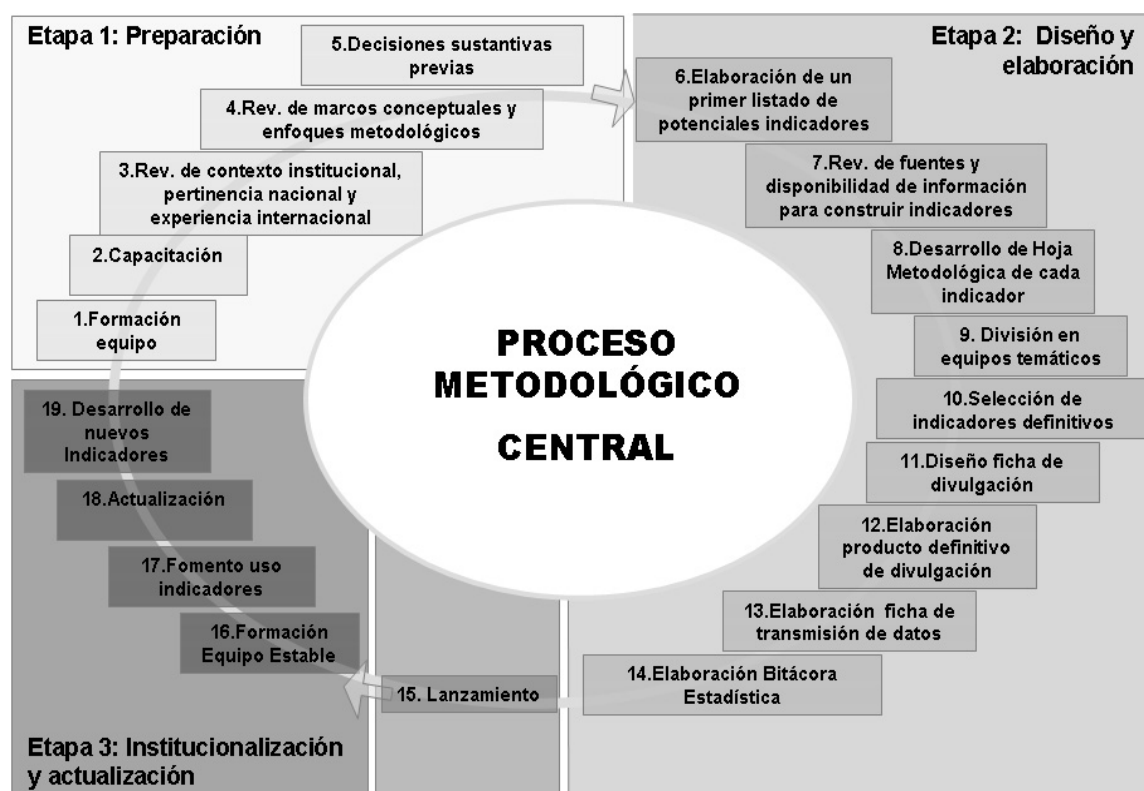 Etapa 1: Preparación
5.Decisiones sustantivas
previas
4.Rev. de marcos conceptuales y
enfoques metodológicos
3.Rev. de contexto institucional,
pertinencia nacional y
experiencia internacional
2.Capacitación
1.Formación
equipo
Etapa 2: Diseño y
elaboración
6.Elaboración de un
primer listado de
potenciales indicadores
7.Rev. de fuentes y
disponibilidad de información
para construir indicadores
8.Desarrollo de Hoja
Metodológica de cada
indicador
9. División en
equipos temáticos
10.Selección de
indicadores definitivos
11.Diseño ficha de
divulgación
12.Elaboración
producto definitivo
de divulgación
13.Elaboración ficha de
transmisión de datos
14.Elaboración Bitácora
Estadística
PROCESO
METODOLÓGICO
CENTRAL
15. Lanzamiento
19. Desarrollo de
nuevos
Indicadores
18.Actualización
17.Fomento uso
indicadores
16.Formación
Equipo Estable
Etapa 3: Institucionalización
y actualización